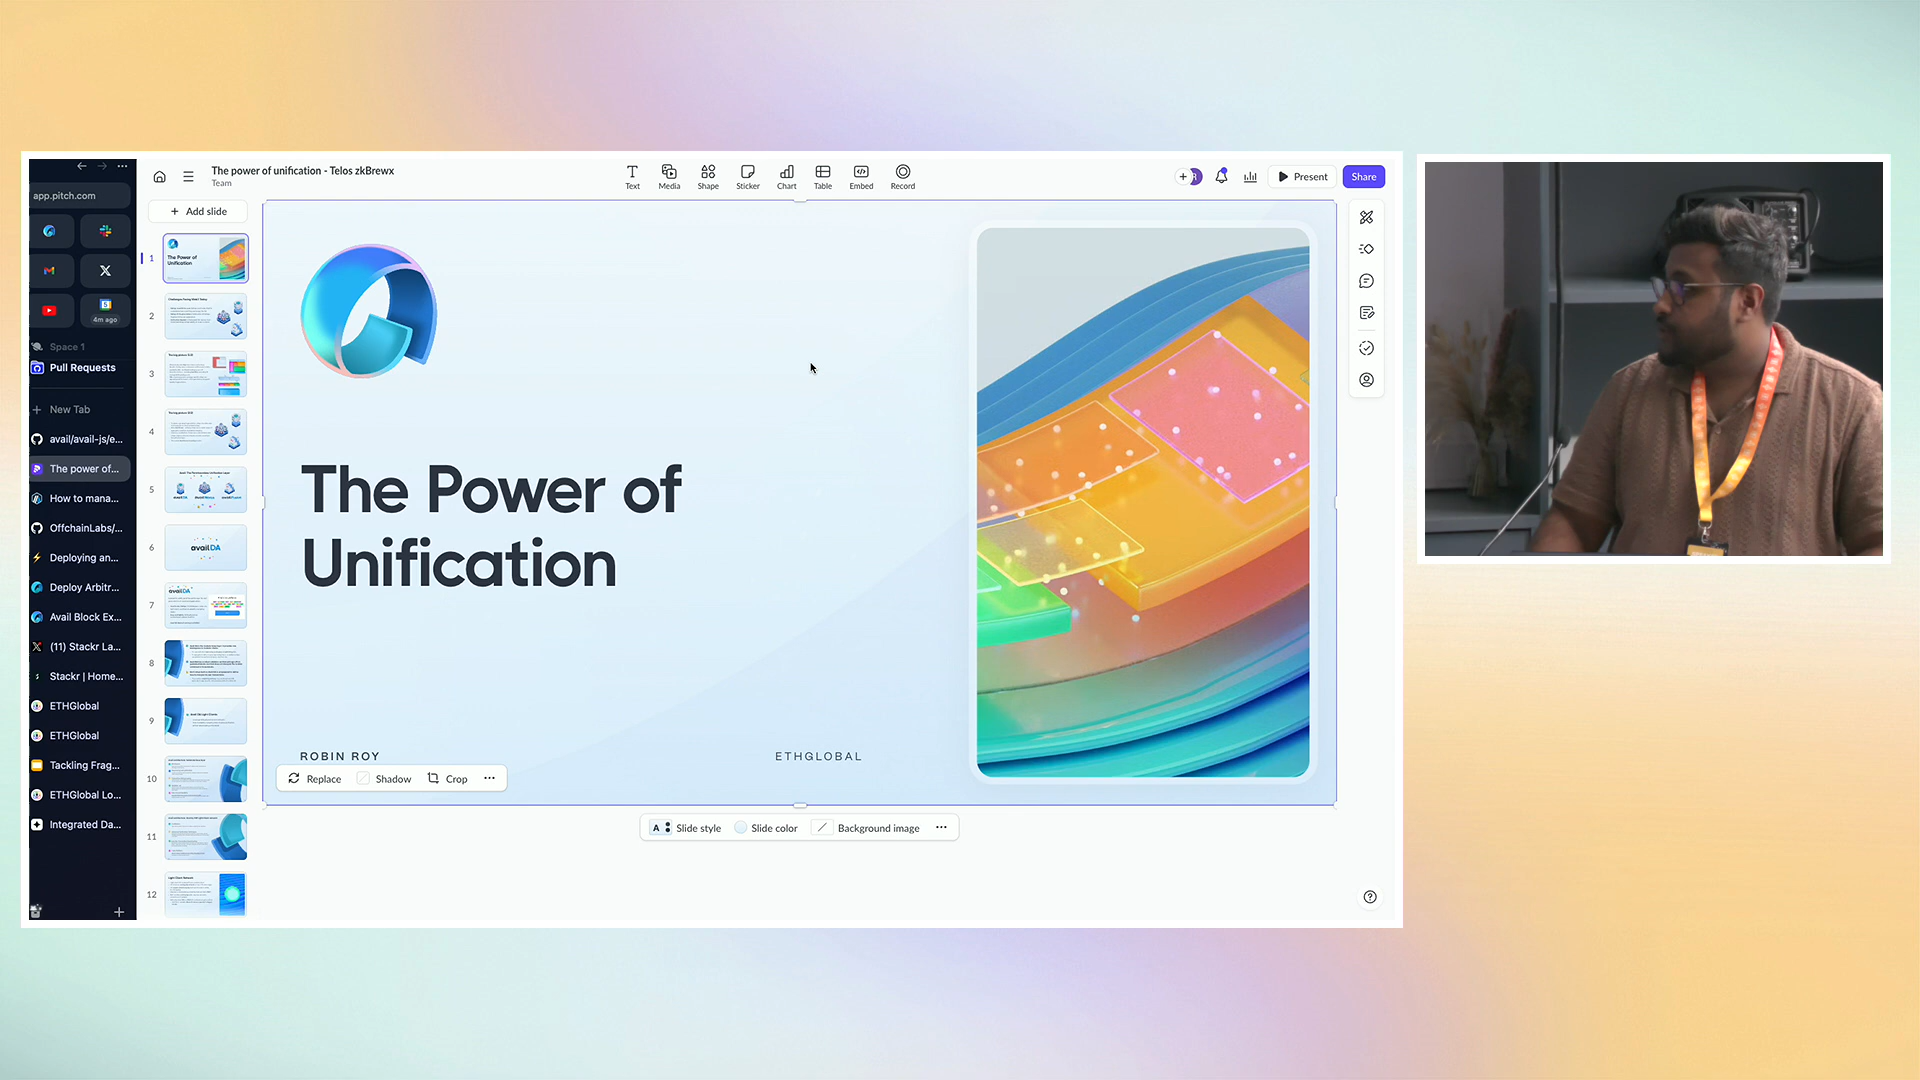 app.pitch.com
4m ago
Space 1
Pull Requests
New Tab
avail/avail-js/e...
The power of...
How to mana...
OffchainLabs/...
Deploying an...
Deploy Arbitr...
Avail Block Ex...
(11) Stackr La...
Stackr | Home...
ETHGlobal
ETHGlobal
Tackling Frag...
ETHGlobal Lo...
Integrated Da...
The power of unification - Telos zkBrewx
Team
Text
Media
Shape
Sticker
Chart
Table
Embed
Record
Present
Share
Add slide
1
The Power of
Unification
2
3
4
5
6
availDA
7
availDA
8
9
10
11
12
The Power of
Unification
ROBIN ROY
ETHGLOBAL
Replace
Shadow
Crop
A
Slide style
Slide color
Background image